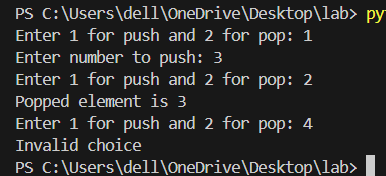 PS C:\Users\dell\OneDrive\Desktop\lab> py
Enter 1 for push and 2 for pop: 1
Enter number to push: 3
Enter 1 for push and 2 for pop: 2
Popped element is 3
Enter 1 for push and 2 for pop: 4
Invalid choice
PS C:\Users\dell\OneDrive\Desktop\lab>